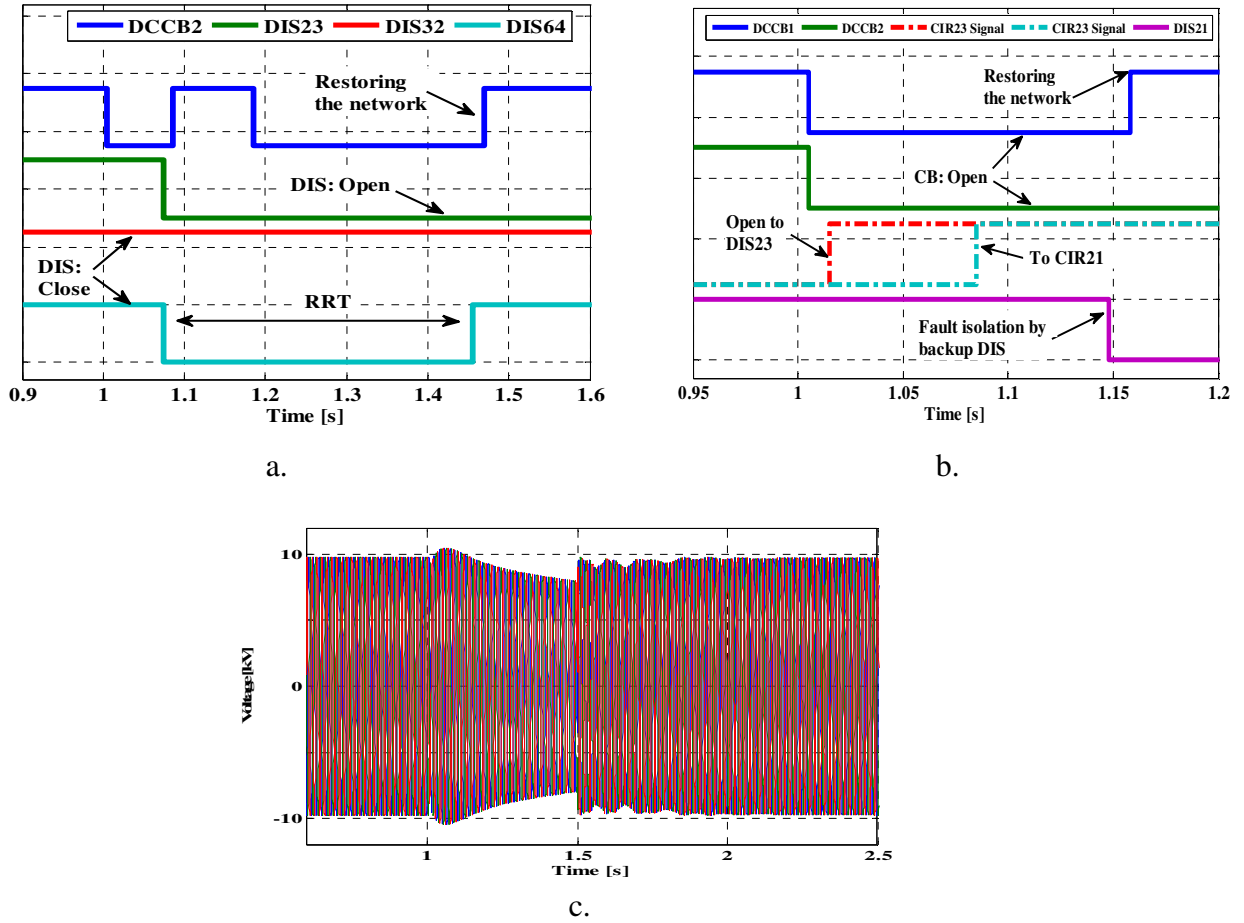 DCCB2 DIS23 DIS32 DIS64
Restoring
the network
DIS: Open
DIS:
Close
RRT
0.9 1 1.1 1.2 1.3 1.4 1.5 1.6
Time [s]
a.
DCCB1 DCCB2 CIR23 Signal CIR23 Signal DIS21
Restoring
the network
CB: Open
Open to
DIS23
To CIR21
Fault isolation by
backup DIS
0.95 1 1.05 1.1 1.15 1.2
Time [s]
b.
Voltage[kV]
10
0
-10
1 1.5 2 2.5
Time [s]
c.